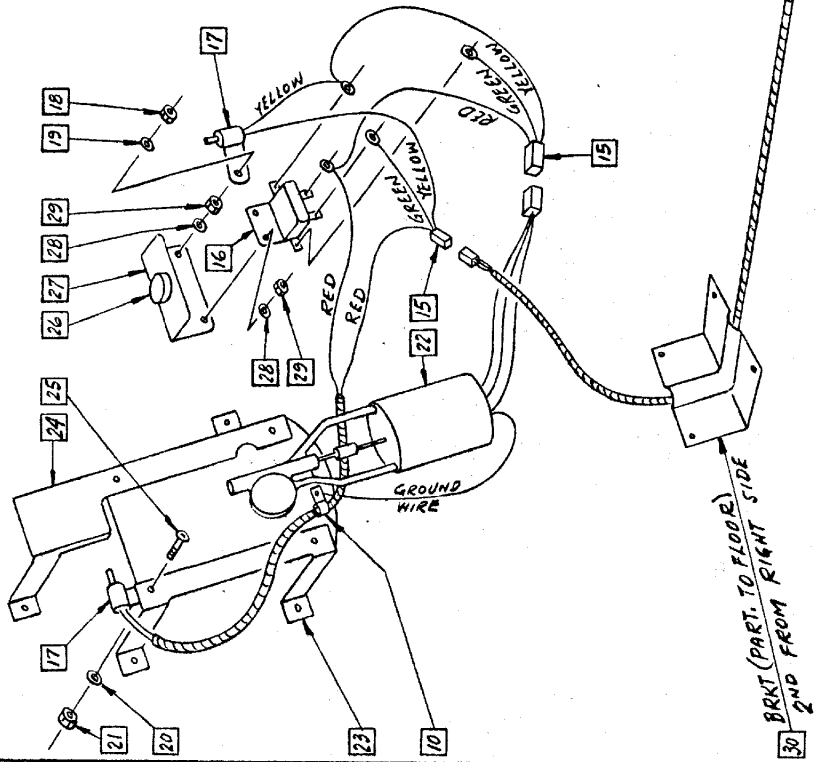 17
18
19
YELLOW
29
28
27
26
16
GREEN
YELLOW
RED
RED
RED
GREEN
YELLOW
15
15
28
29
22
25
24
GROUND
WIRE
17
21
20
23
10
30
BRKT (PART. TO FLOOR)
2ND FROM RIGHT SIDE